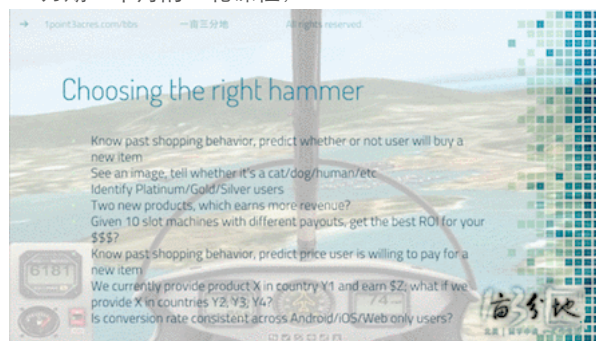 → 1point3acres.com/bbs 一亩三分地 All rights reserved
Choosing the right hammer
Know past shopping behavior, predict whether or not user will buy a
new item
See an image, tell whether it's a cat/dog/human/etc
Identify Platinum/Gold/Silver users
Two new products, which earns more revenue?
Given 10 slot machines with different payouts, get the best ROI for your
$$$?
Know past shopping behavior, predict price user is willing to pay for a
new item
We currently provide product X in country Y1 and earn $Z; what if we
provide X in countries Y2, Y3, Y4?
Is conversion rate consistent across Android/iOS/Web only users?
6181
74